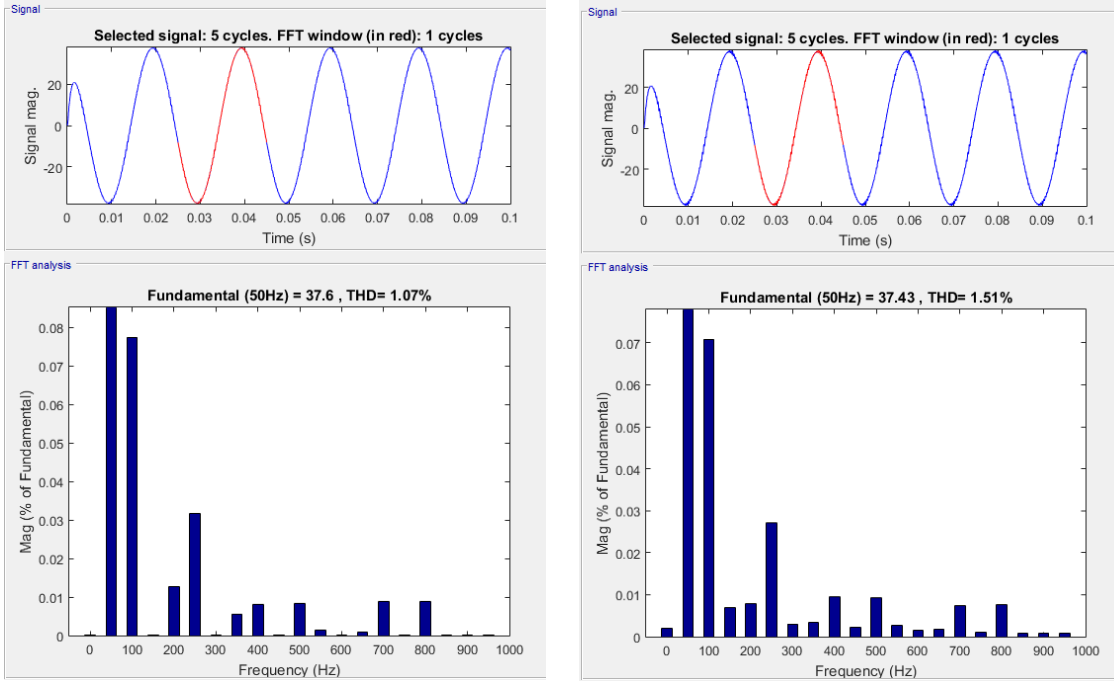 Signal
Selected signal: 5 cycles. FFT window (in red): 1 cycles
20
0
-20
Signal mag.
0 0.01 0.02 0.03 0.04 0.05 0.06 0.07 0.08 0.09 0.1
Time (s)
FFT analysis
Fundamental (50Hz) = 37.6 , THD= 1.07%
0.08
0.07
0.06
0.05
0.04
0.03
0.02
0.01
0
Mag (% of Fundamental)
0 100 200 300 400 500 600 700 800 900 1000
Frequency (Hz)
Signal
Selected signal: 5 cycles. FFT window (in red): 1 cycles
20
0
-20
Signal mag.
0 0.01 0.02 0.03 0.04 0.05 0.06 0.07 0.08 0.09 0.1
Time (s)
FFT analysis
Fundamental (50Hz) = 37.43 , THD= 1.51%
0.07
0.06
0.05
0.04
0.03
0.02
0.01
0
Mag (% of Fundamental)
0 100 200 300 400 500 600 700 800 900 1000
Frequency (Hz)